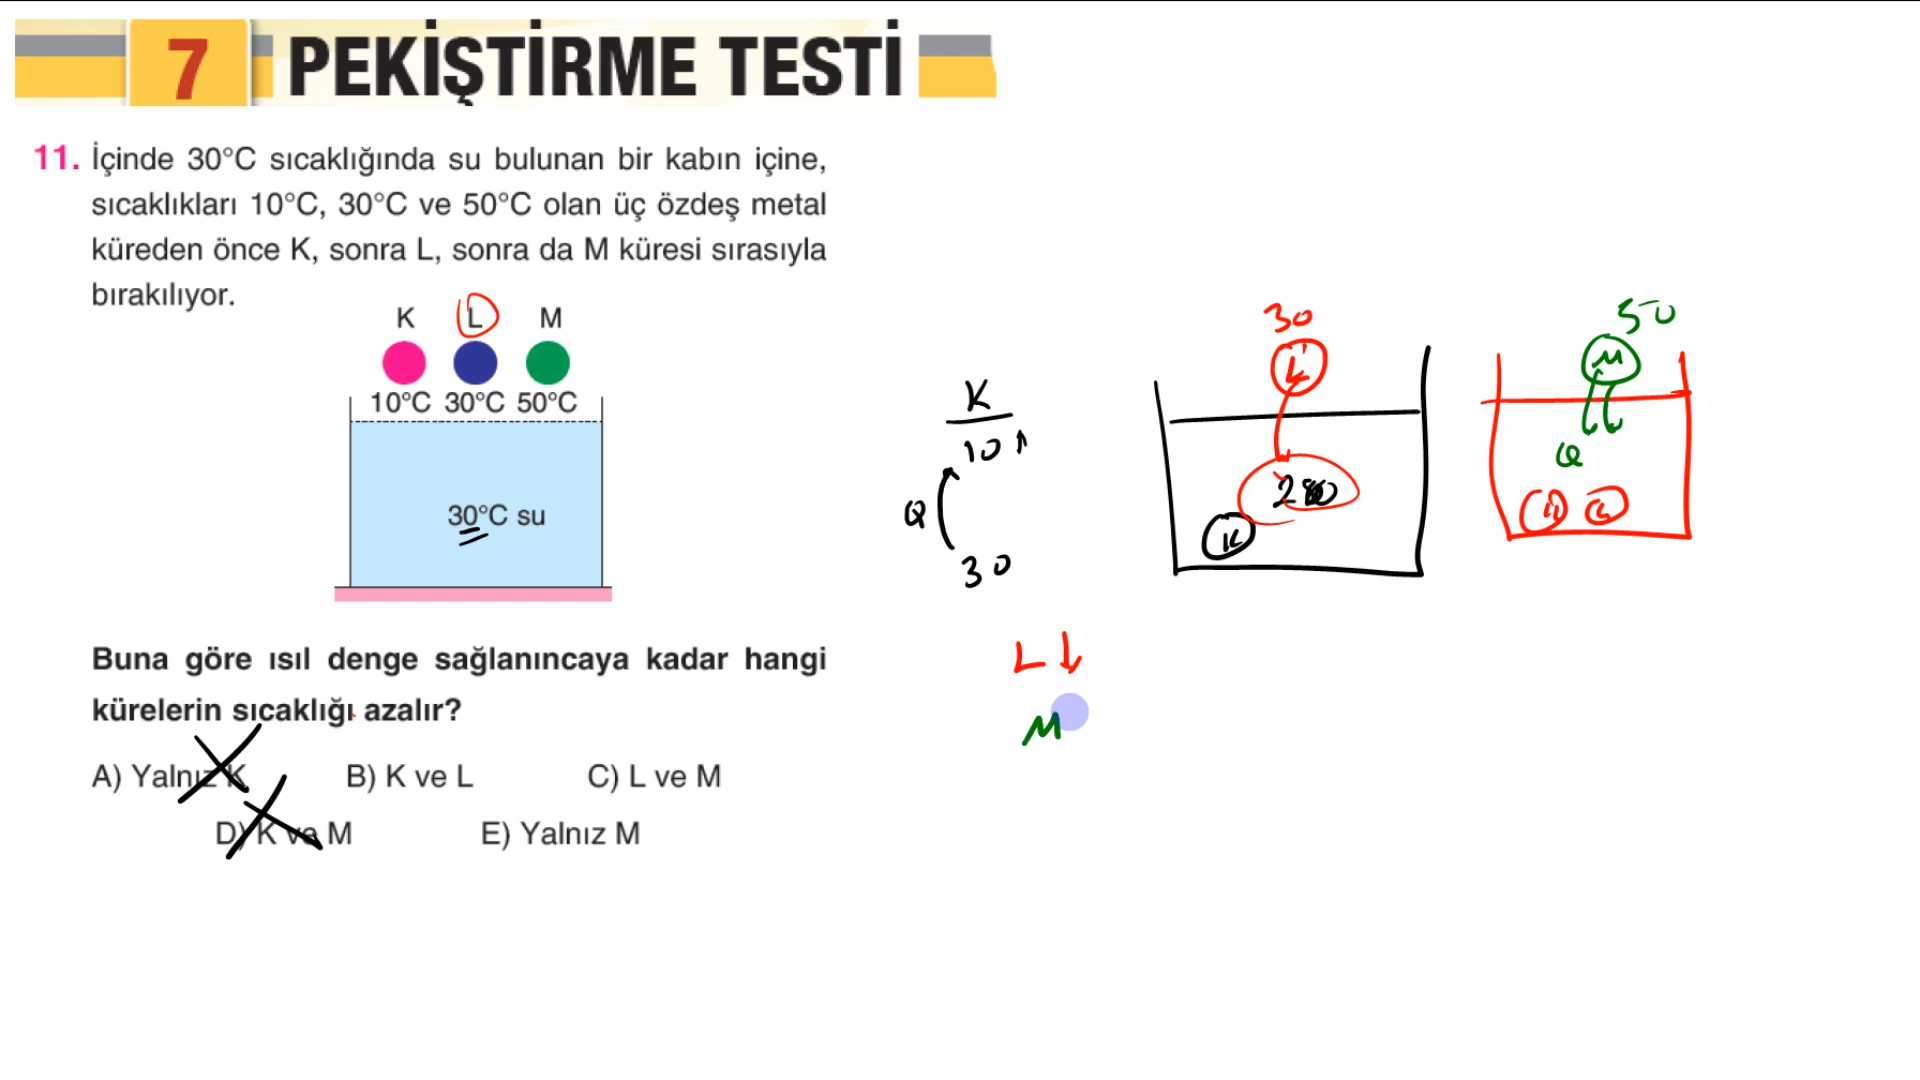 7 PEKİŞTİRME TESTİ
11. İçinde 30°C sıcaklığında su bulunan bir kabın içine,
sıcaklıkları 10°C, 30°C ve 50°C olan üç özdeş metal
küreden önce K, sonra L, sonra da M küresi sırasıyla
bırakılıyor.
K L M
10°C 30°C 50°C
30°C su
Buna göre ısıl denge sağlanıncaya kadar hangi
kürelerin sıcaklığı azalır?
A) Yalnız K B) K ve L C) L ve M
D) K ve M E) Yalnız M
K
10
Q
30
L
M
30
L
K
50
M
Q